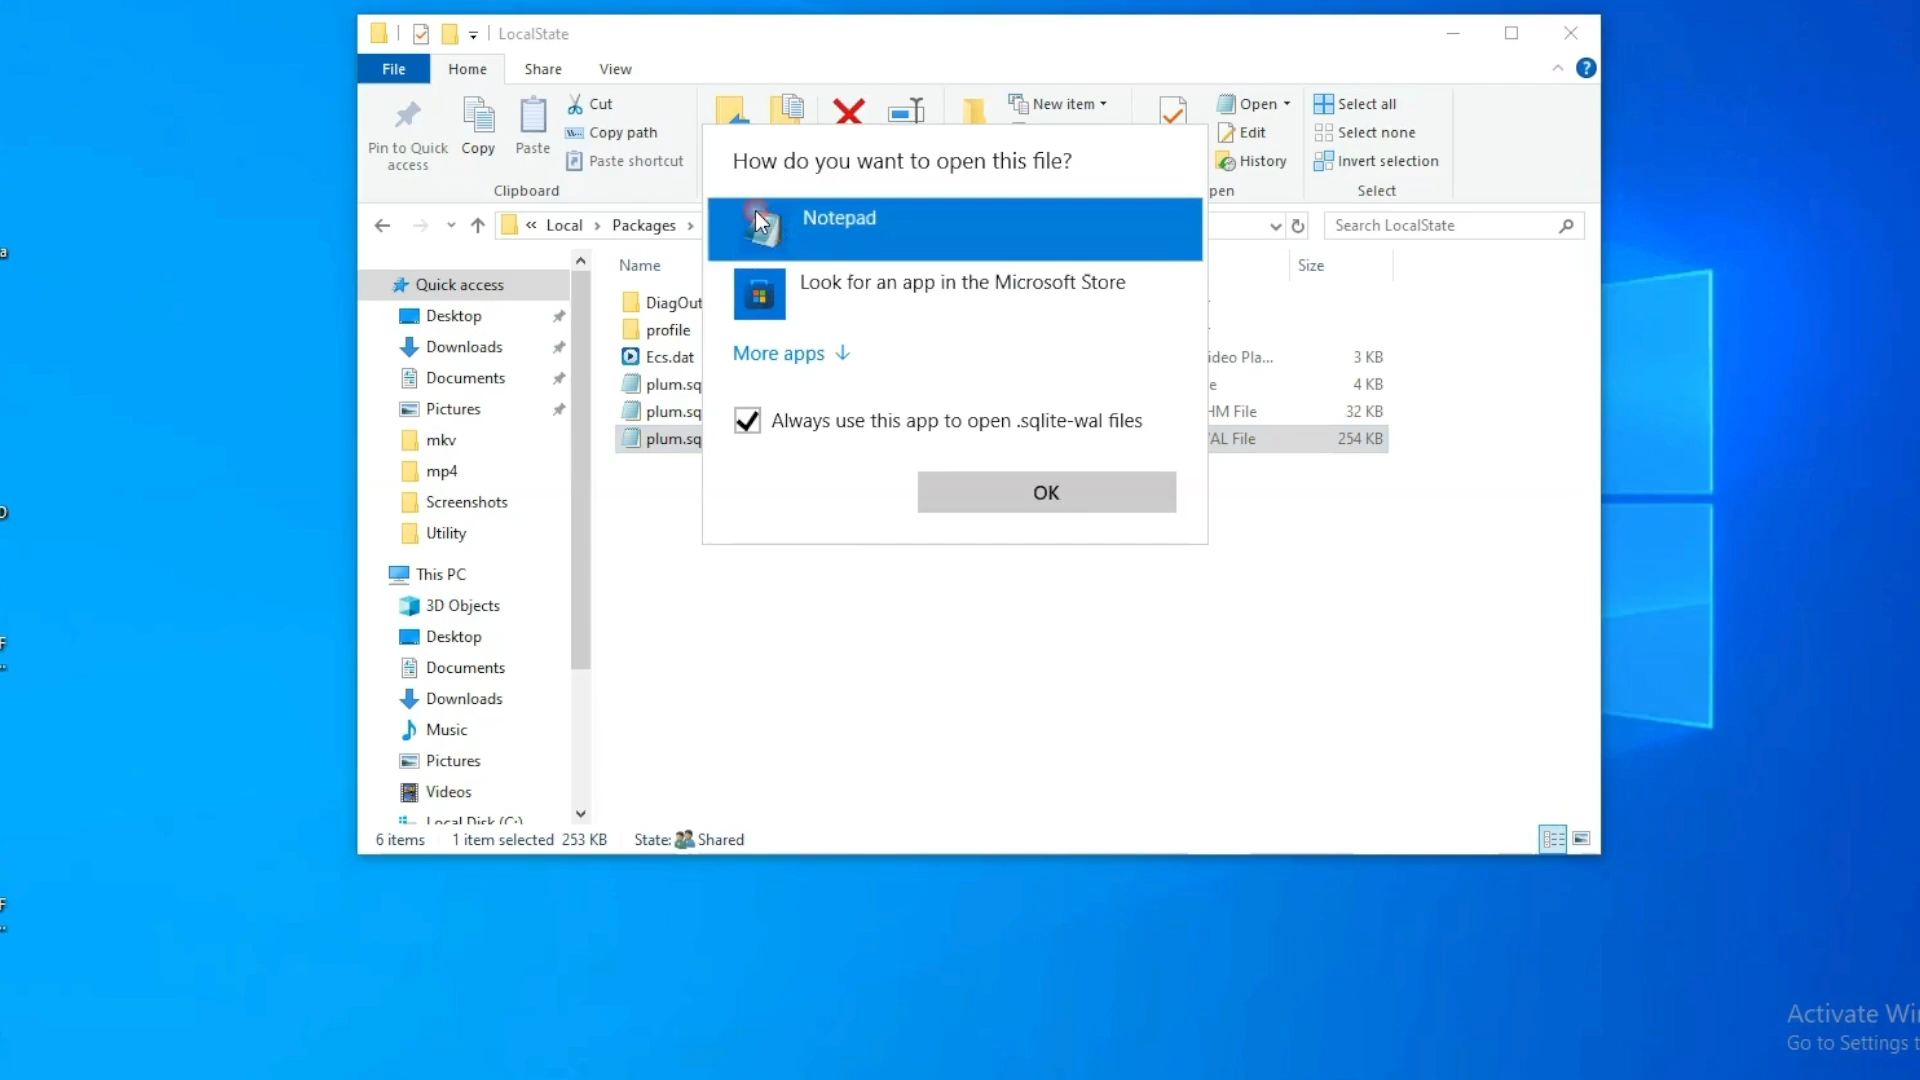 LocalState
File
Home
Share
View
Pin to Quick
access
Copy
Paste
Cut
Copy path
Paste shortcut
Clipboard
New item
Open
Edit
History
pen
Select all
Select none
Invert selection
Select
« Local › Packages ›
Search LocalState
Quick access
Desktop
Downloads
Documents
Pictures
mkv
mp4
Screenshots
Utility
This PC
3D Objects
Desktop
Documents
Downloads
Music
Pictures
Videos
Local Disk (C:)
Name
Size
DiagOut
profile
Ecs.dat
ideo Pla...
3 KB
plum.sq
e
4 KB
plum.sq
HM File
32 KB
plum.sq
AL File
254 KB
How do you want to open this file?
Notepad
Look for an app in the Microsoft Store
More apps ↓
Always use this app to open .sqlite-wal files
OK
6 items
1 item selected 253 KB
State: Shared
Activate Wi
Go to Settings t